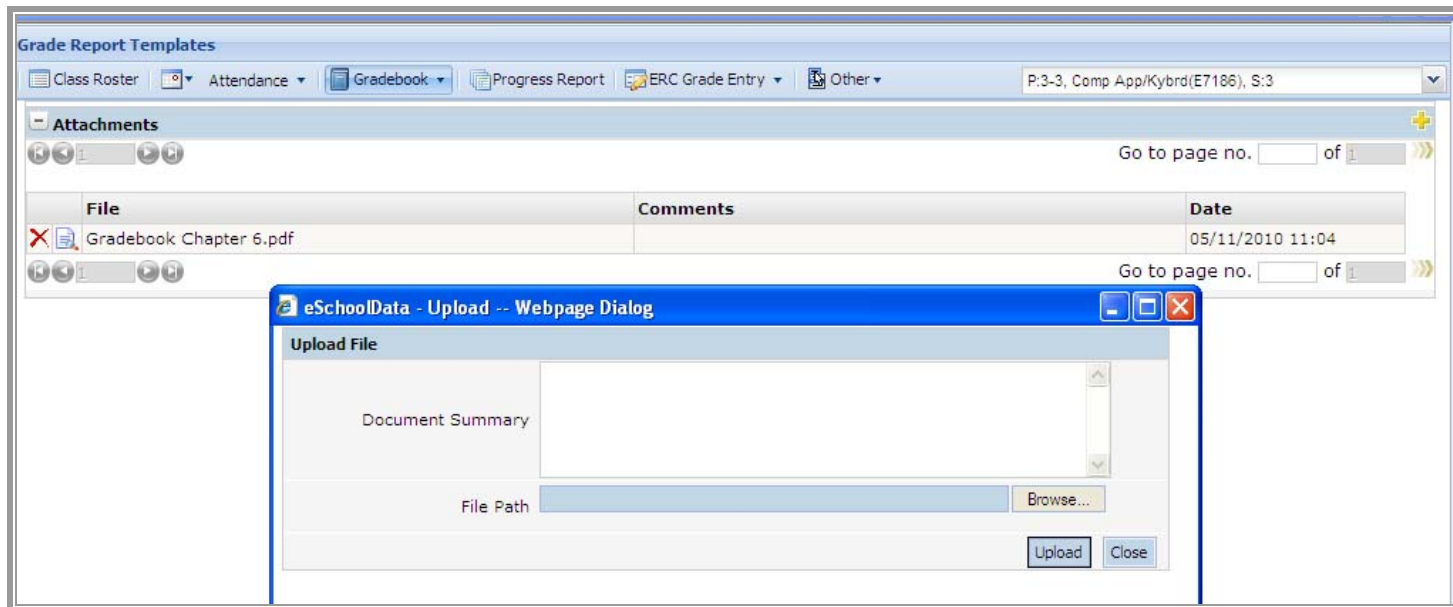 Grade Report Templates
Class Roster Attendance Gradebook Progress Report ERC Grade Entry Other P:3-3, Comp App/Kybrd(E7186), S:3
Attachments
1 Go to page no. of 1
File Comments Date
Gradebook Chapter 6.pdf 05/11/2010 11:04
1 Go to page no. of 1
eSchoolData - Upload -- Webpage Dialog
Upload File
Document Summary
File Path Browse...
Upload Close